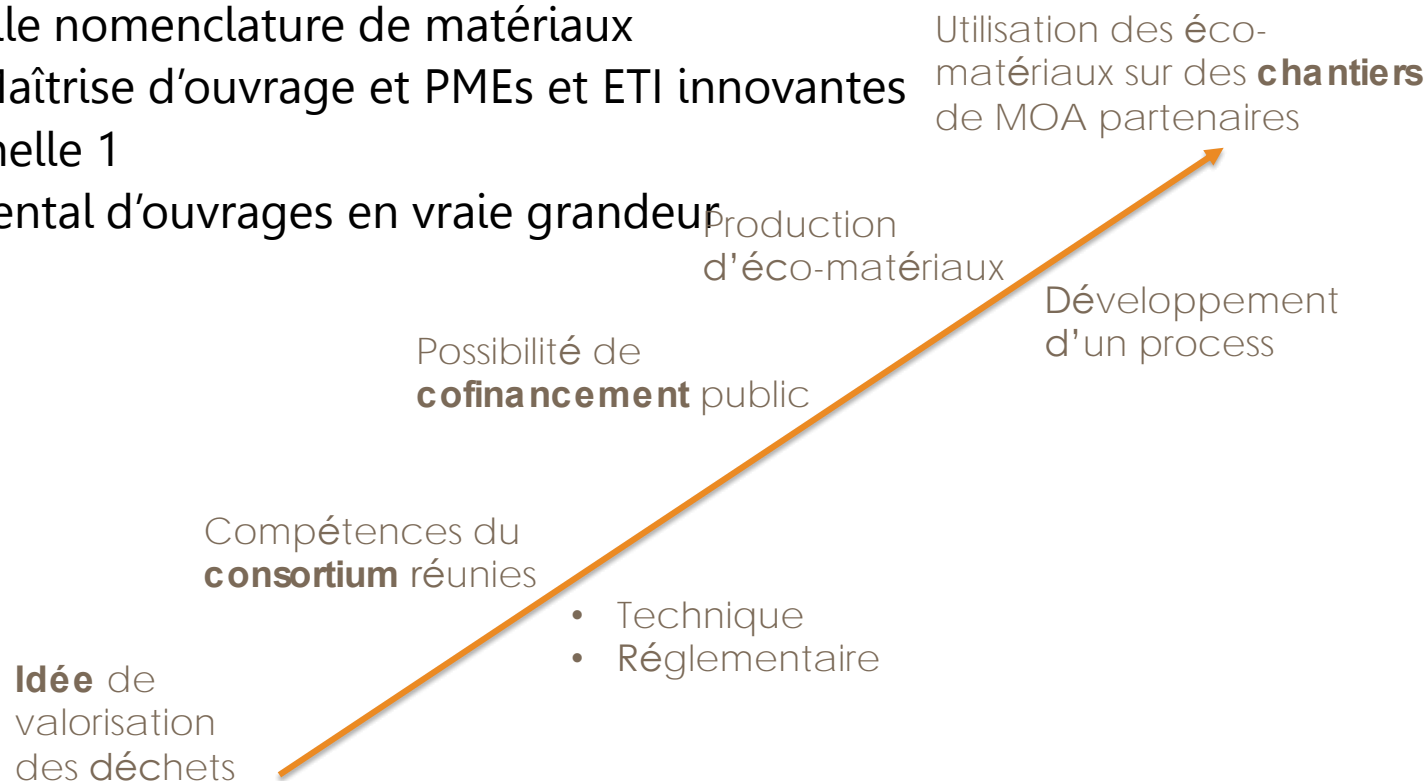 lle nomenclature de matériaux
Maîtrise d'ouvrage et PMEs et ETI innovantes
nelle 1
ental d'ouvrages en vraie grandeur
Utilisation des éco-
matériaux sur des chantiers
de MOA partenaires
Production
d'éco-matériaux
Développement
d'un process
Possibilité de
cofinancement public
Compétences du
consortium réunies
• Technique
• Réglementaire
Idée de
valorisation
des déchets